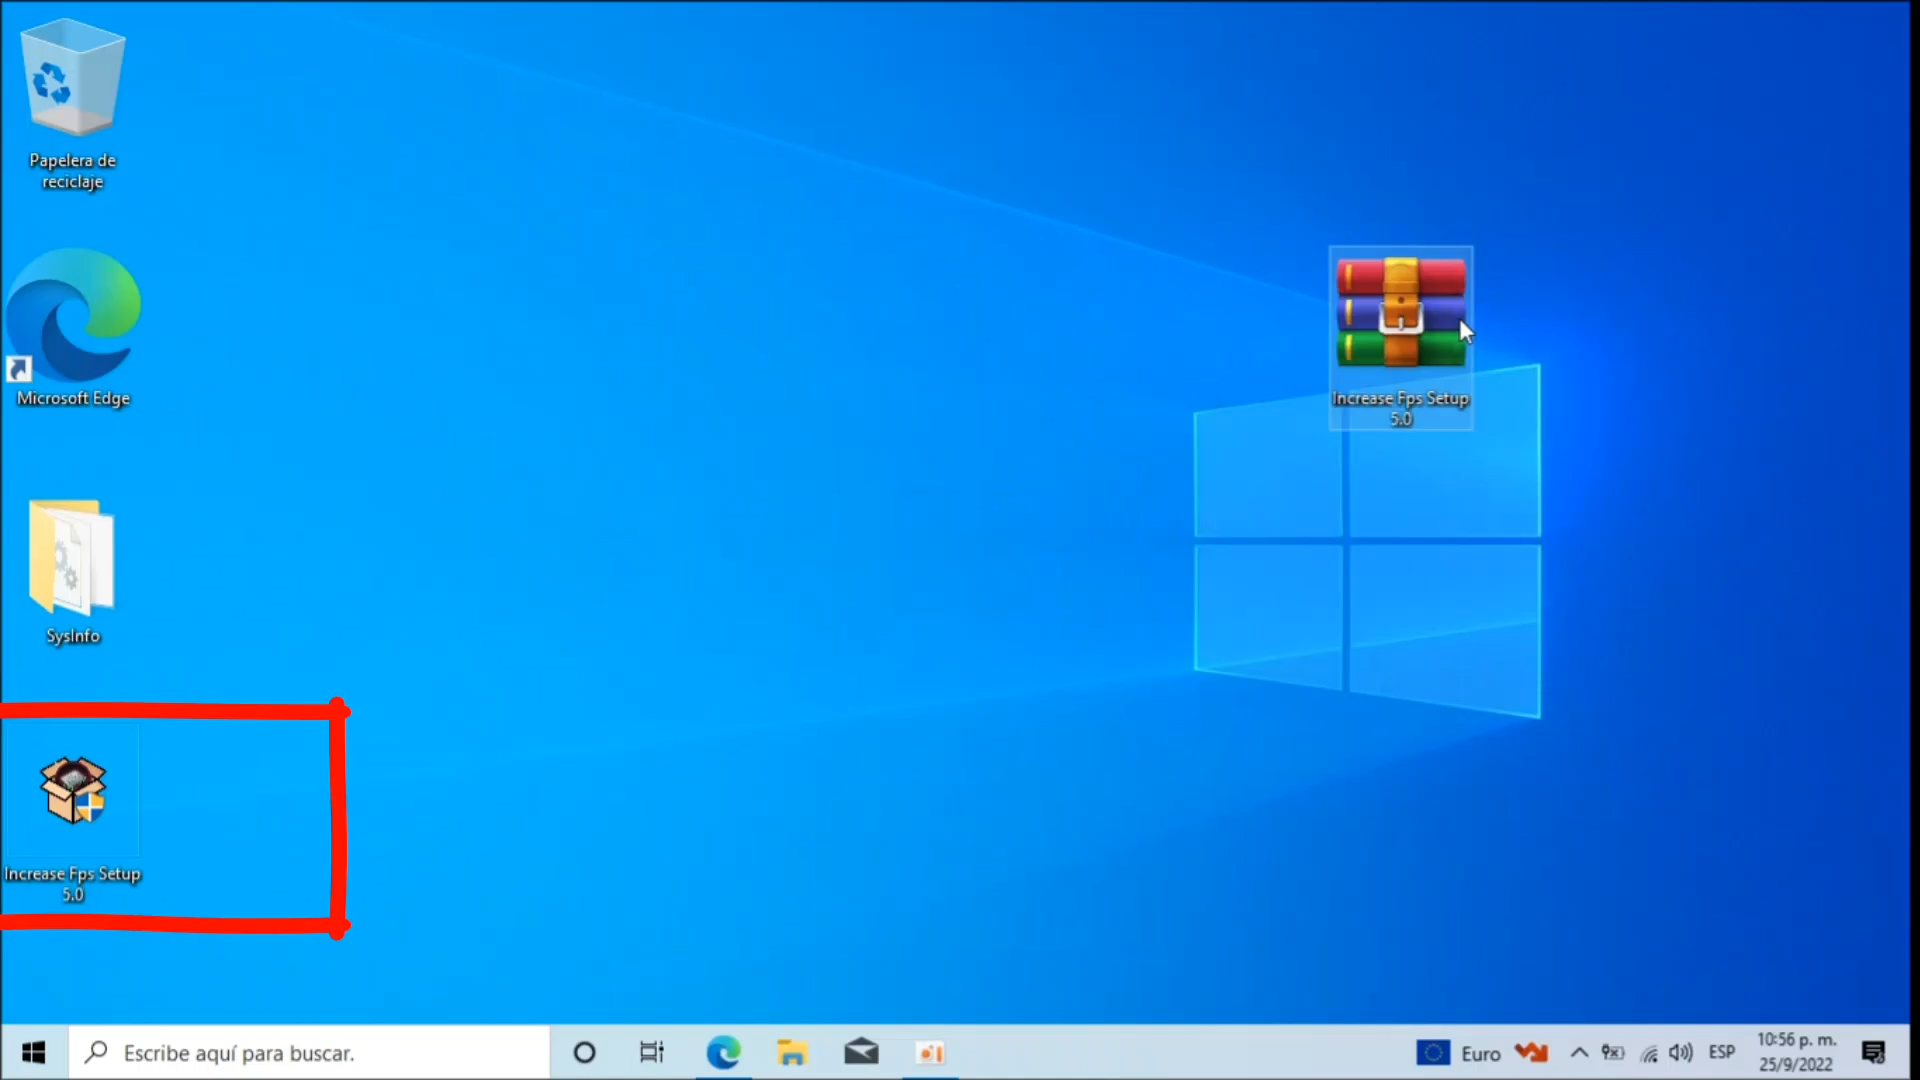 Papelera de
reciclaje
Microsoft Edge
SysInfo
Increase Fps Setup
5.0
Increase Fps Setup
5.0
Escribe aquí para buscar.
Euro
ESP
10:56 p. m.
25/9/2022